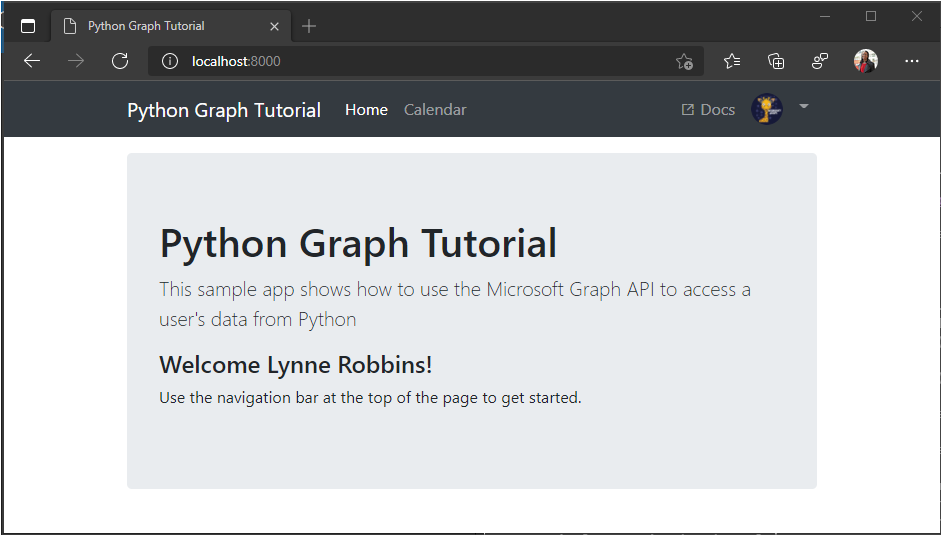 Python Graph Tutorial
localhost:8000
Python Graph Tutorial Home Calendar Docs
Python Graph Tutorial
This sample app shows how to use the Microsoft Graph API to access a
user's data from Python
Welcome Lynne Robbins!
Use the navigation bar at the top of the page to get started.